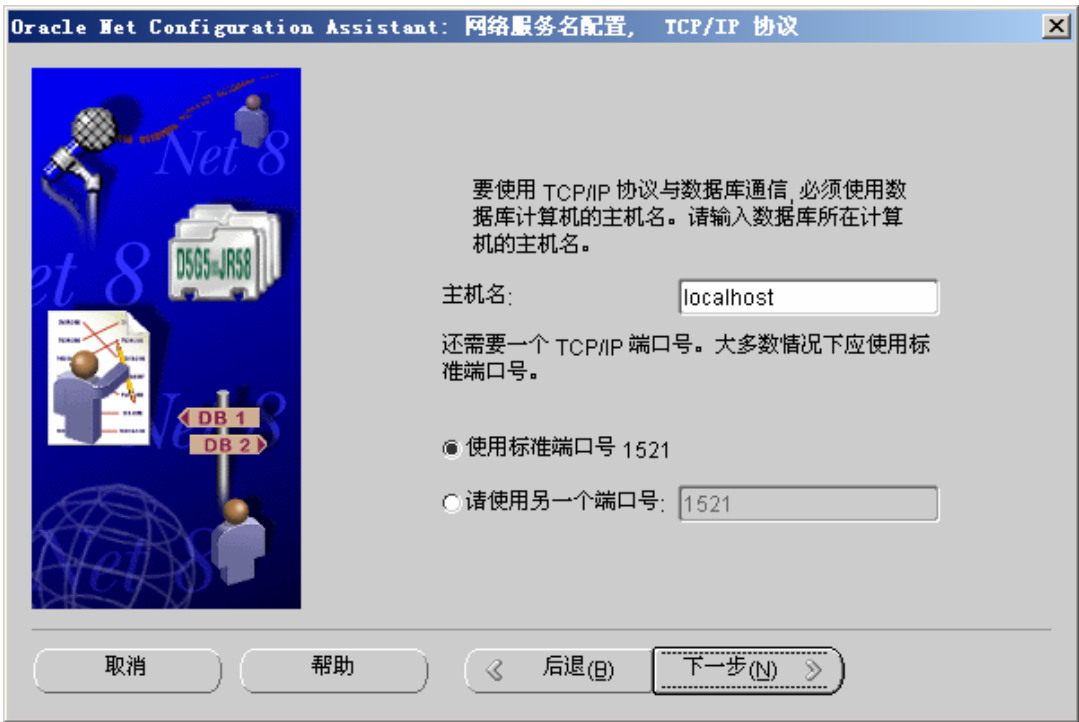 Oracle Net Configuration Assistant: 网络服务名配置, TCP/IP 协议
Net 8
要使用 TCP/IP 协议与数据库通信, 必须使用数
据库计算机的主机名。请输入数据库所在计算
机的主机名。
D5G5
JR58
et 8
主机名:
localhost
还需要一个 TCP/IP 端口号。大多数情况下应使用标
准端口号。
DB 1
DB 2
Net 8
使用标准端口号 1521
请使用另一个端口号:
1521
Net 8
取消
帮助
后退(B)
下一步(N)